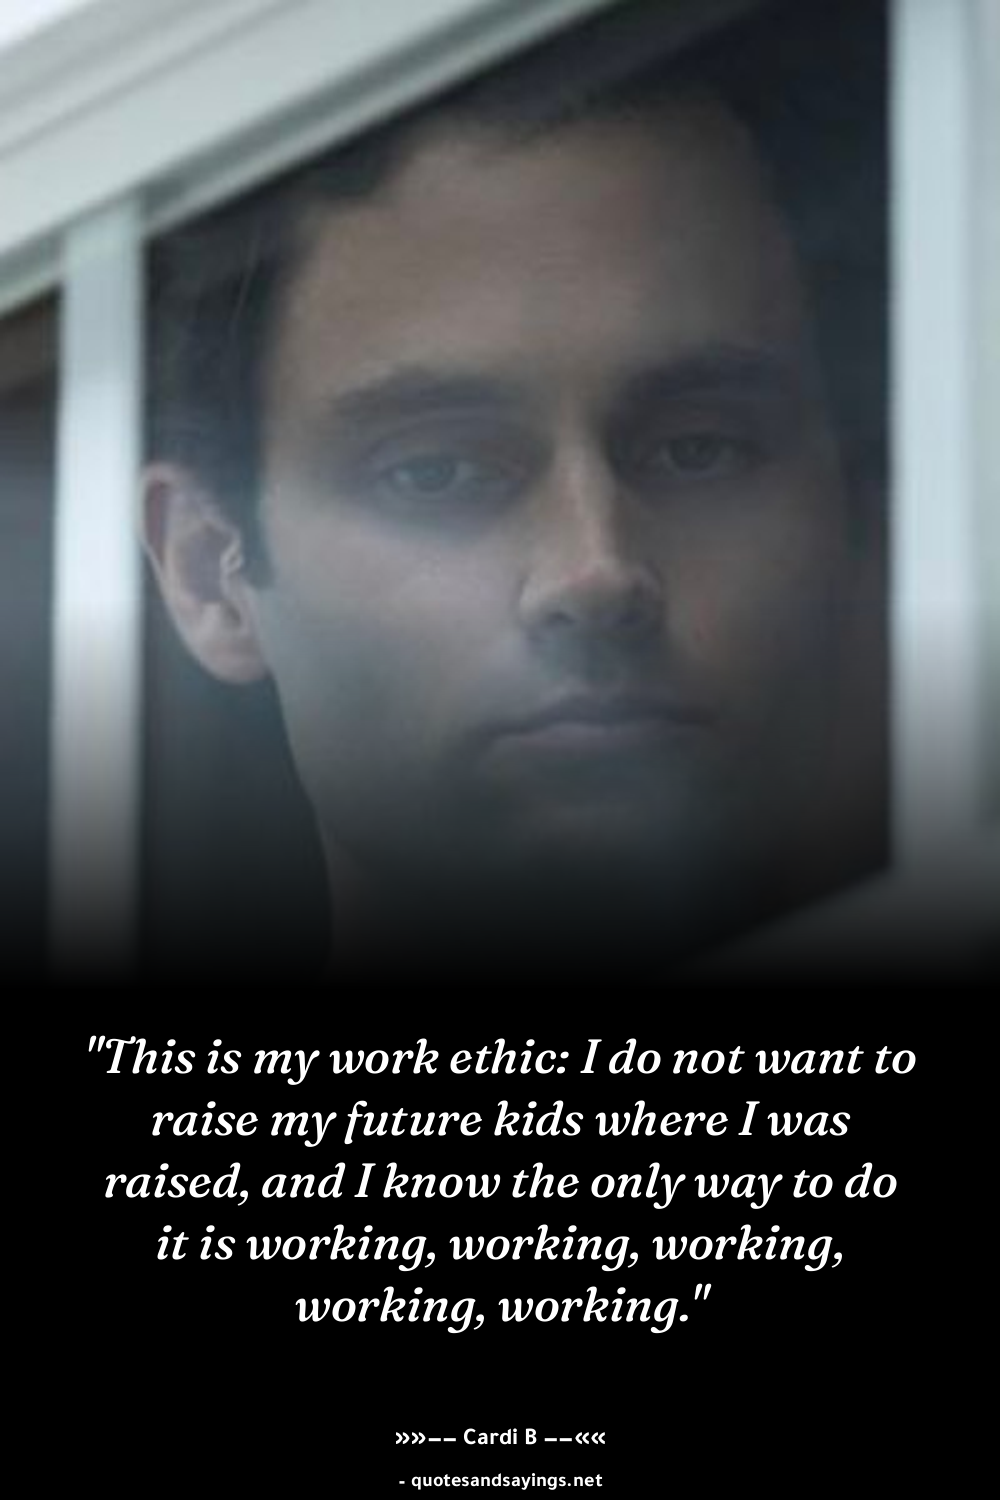 "This is my work ethic: I do not want to
raise my future kids where I was
raised, and I know the only way to do
it is working, working, working,
working, working."
»»–– Cardi B ––««
- quotesandsayings.net